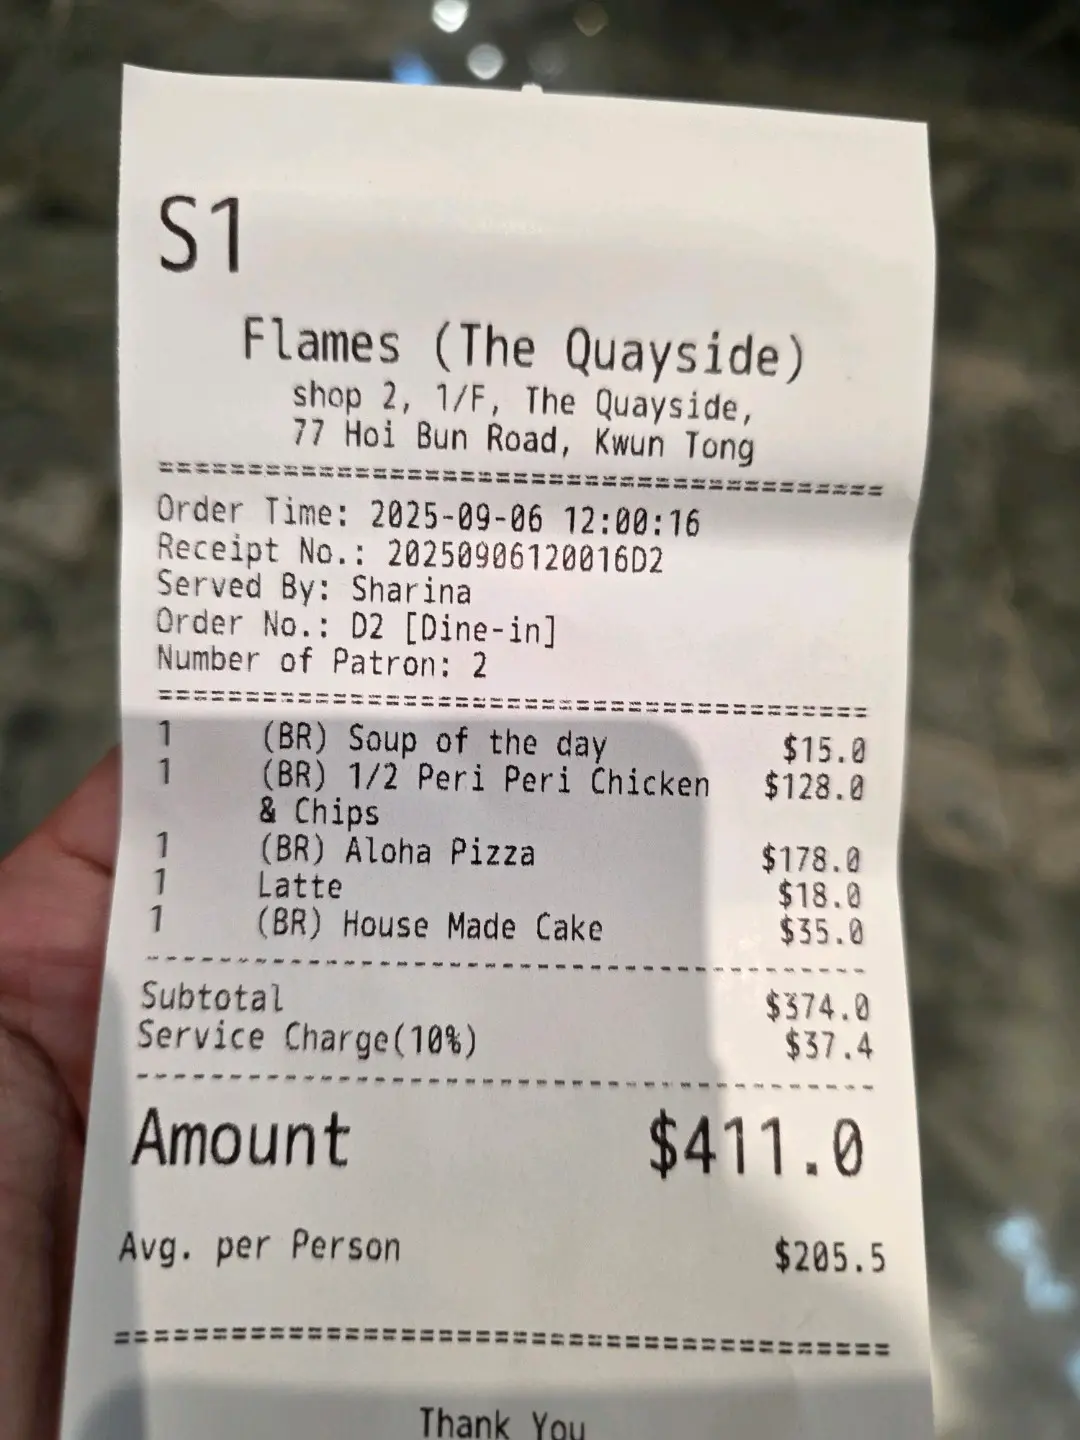 S1
Flames (The Quayside)
shop 2, 1/F, The Quayside,
77 Hoi Bun Road, Kwun Tong
========================================
Order Time: 2025-09-06 12:00:16
Receipt No.: 20250906120016D2
Served By: Sharina
Order No.: D2 [Dine-in]
Number of Patron: 2
========================================
1 (BR) Soup of the day $15.0
1 (BR) 1/2 Peri Peri Chicken $128.0
& Chips
1 (BR) Aloha Pizza $178.0
1 Latte $18.0
1 (BR) House Made Cake $35.0
----------------------------------------
Subtotal $374.0
Service Charge(10%) $37.4
----------------------------------------
Amount $411.0
Avg. per Person $205.5
========================================
Thank You